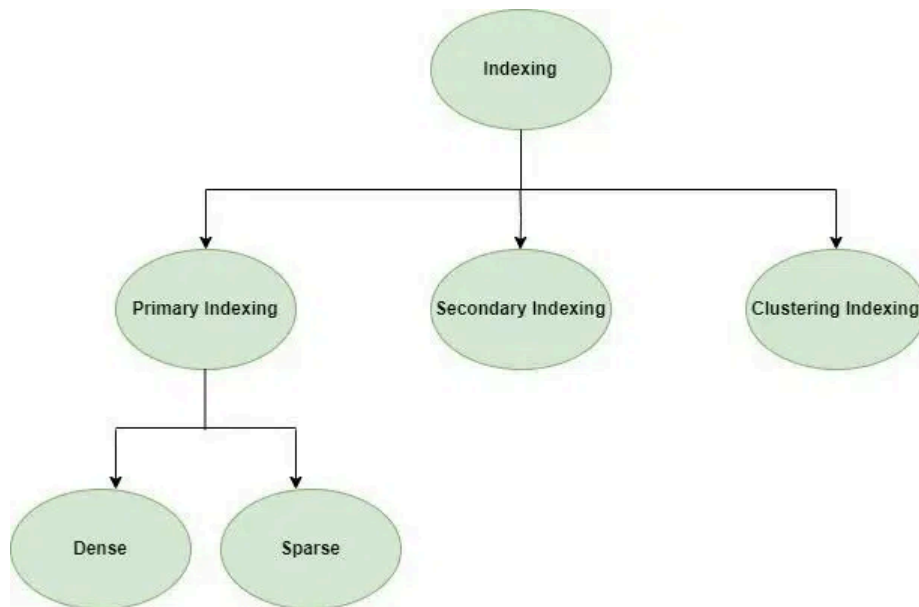 Indexing
Primary Indexing
Secondary Indexing
Clustering Indexing
Dense
Sparse